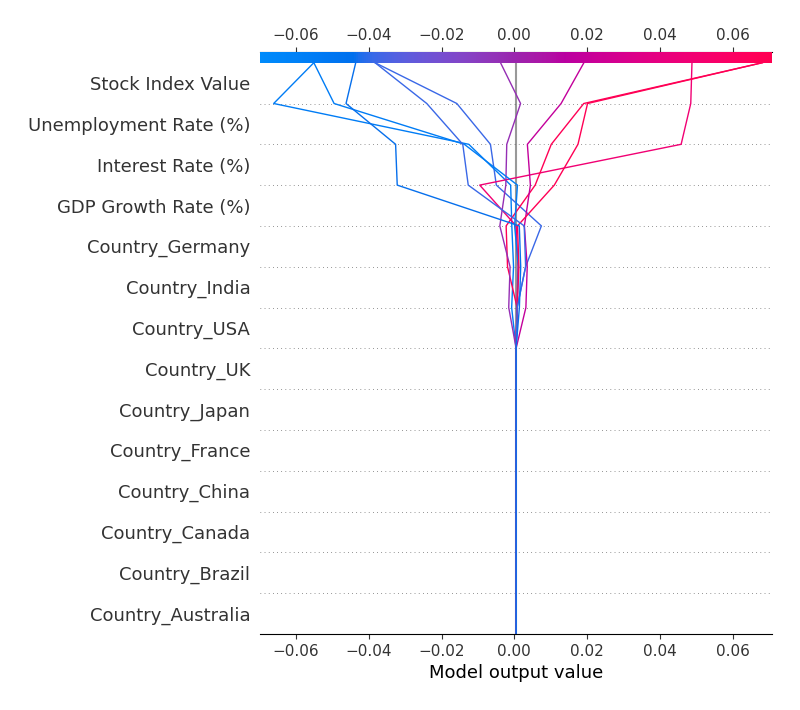 −0.06 −0.04 −0.02 0.00 0.02 0.04 0.06
Stock Index Value
Unemployment Rate (%)
Interest Rate (%)
GDP Growth Rate (%)
Country_Germany
Country_India
Country_USA
Country_UK
Country_Japan
Country_France
Country_China
Country_Canada
Country_Brazil
Country_Australia
−0.06 −0.04 −0.02 0.00 0.02 0.04 0.06
Model output value